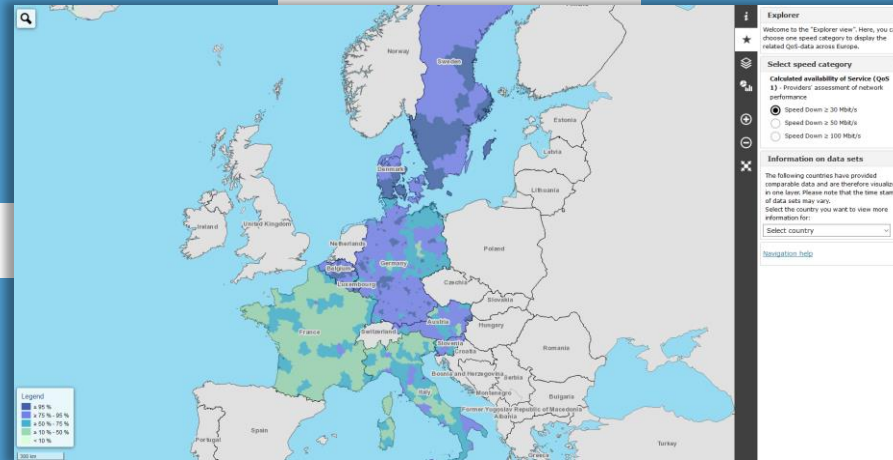 Explorer
Welcome to the "Explorer view". Here, you
choose one speed category to display the
related QoS-data across Europe.
Select speed category
Calculated availability of Service (QoS
1) - Providers' assessment of network
performance
Speed Down ≥ 30 Mbit/s
Speed Down ≥ 50 Mbit/s
Speed Down ≥ 100 Mbit/s
Information on data sets
The following countries have provided
comparable data and are therefore
in one layer. Please note that the time
of data sets may vary.
Select the country you want to view more
information for:
Select country
Navigation help
Norway
Sweden
Estonia
Latvia
Lithuania
Denmark
Ireland
United Kingdom
Netherlands
Belgium
Germany
Poland
Luxembourg
Czechia
Slovakia
France
Switzerland
Austria
Hungary
Slovenia
Croatia
Romania
Bosnia and Herzegovina
Serbia
Italy
Montenegro
Bulgaria
Former Yugoslav Republic of Macedonia
Albania
Portugal
Spain
Greece
Turkey
Legend
≥ 95 %
≥ 75 % - 95 %
≥ 50 % - 75 %
≥ 10 % - 50 %
< 10 %
300 km